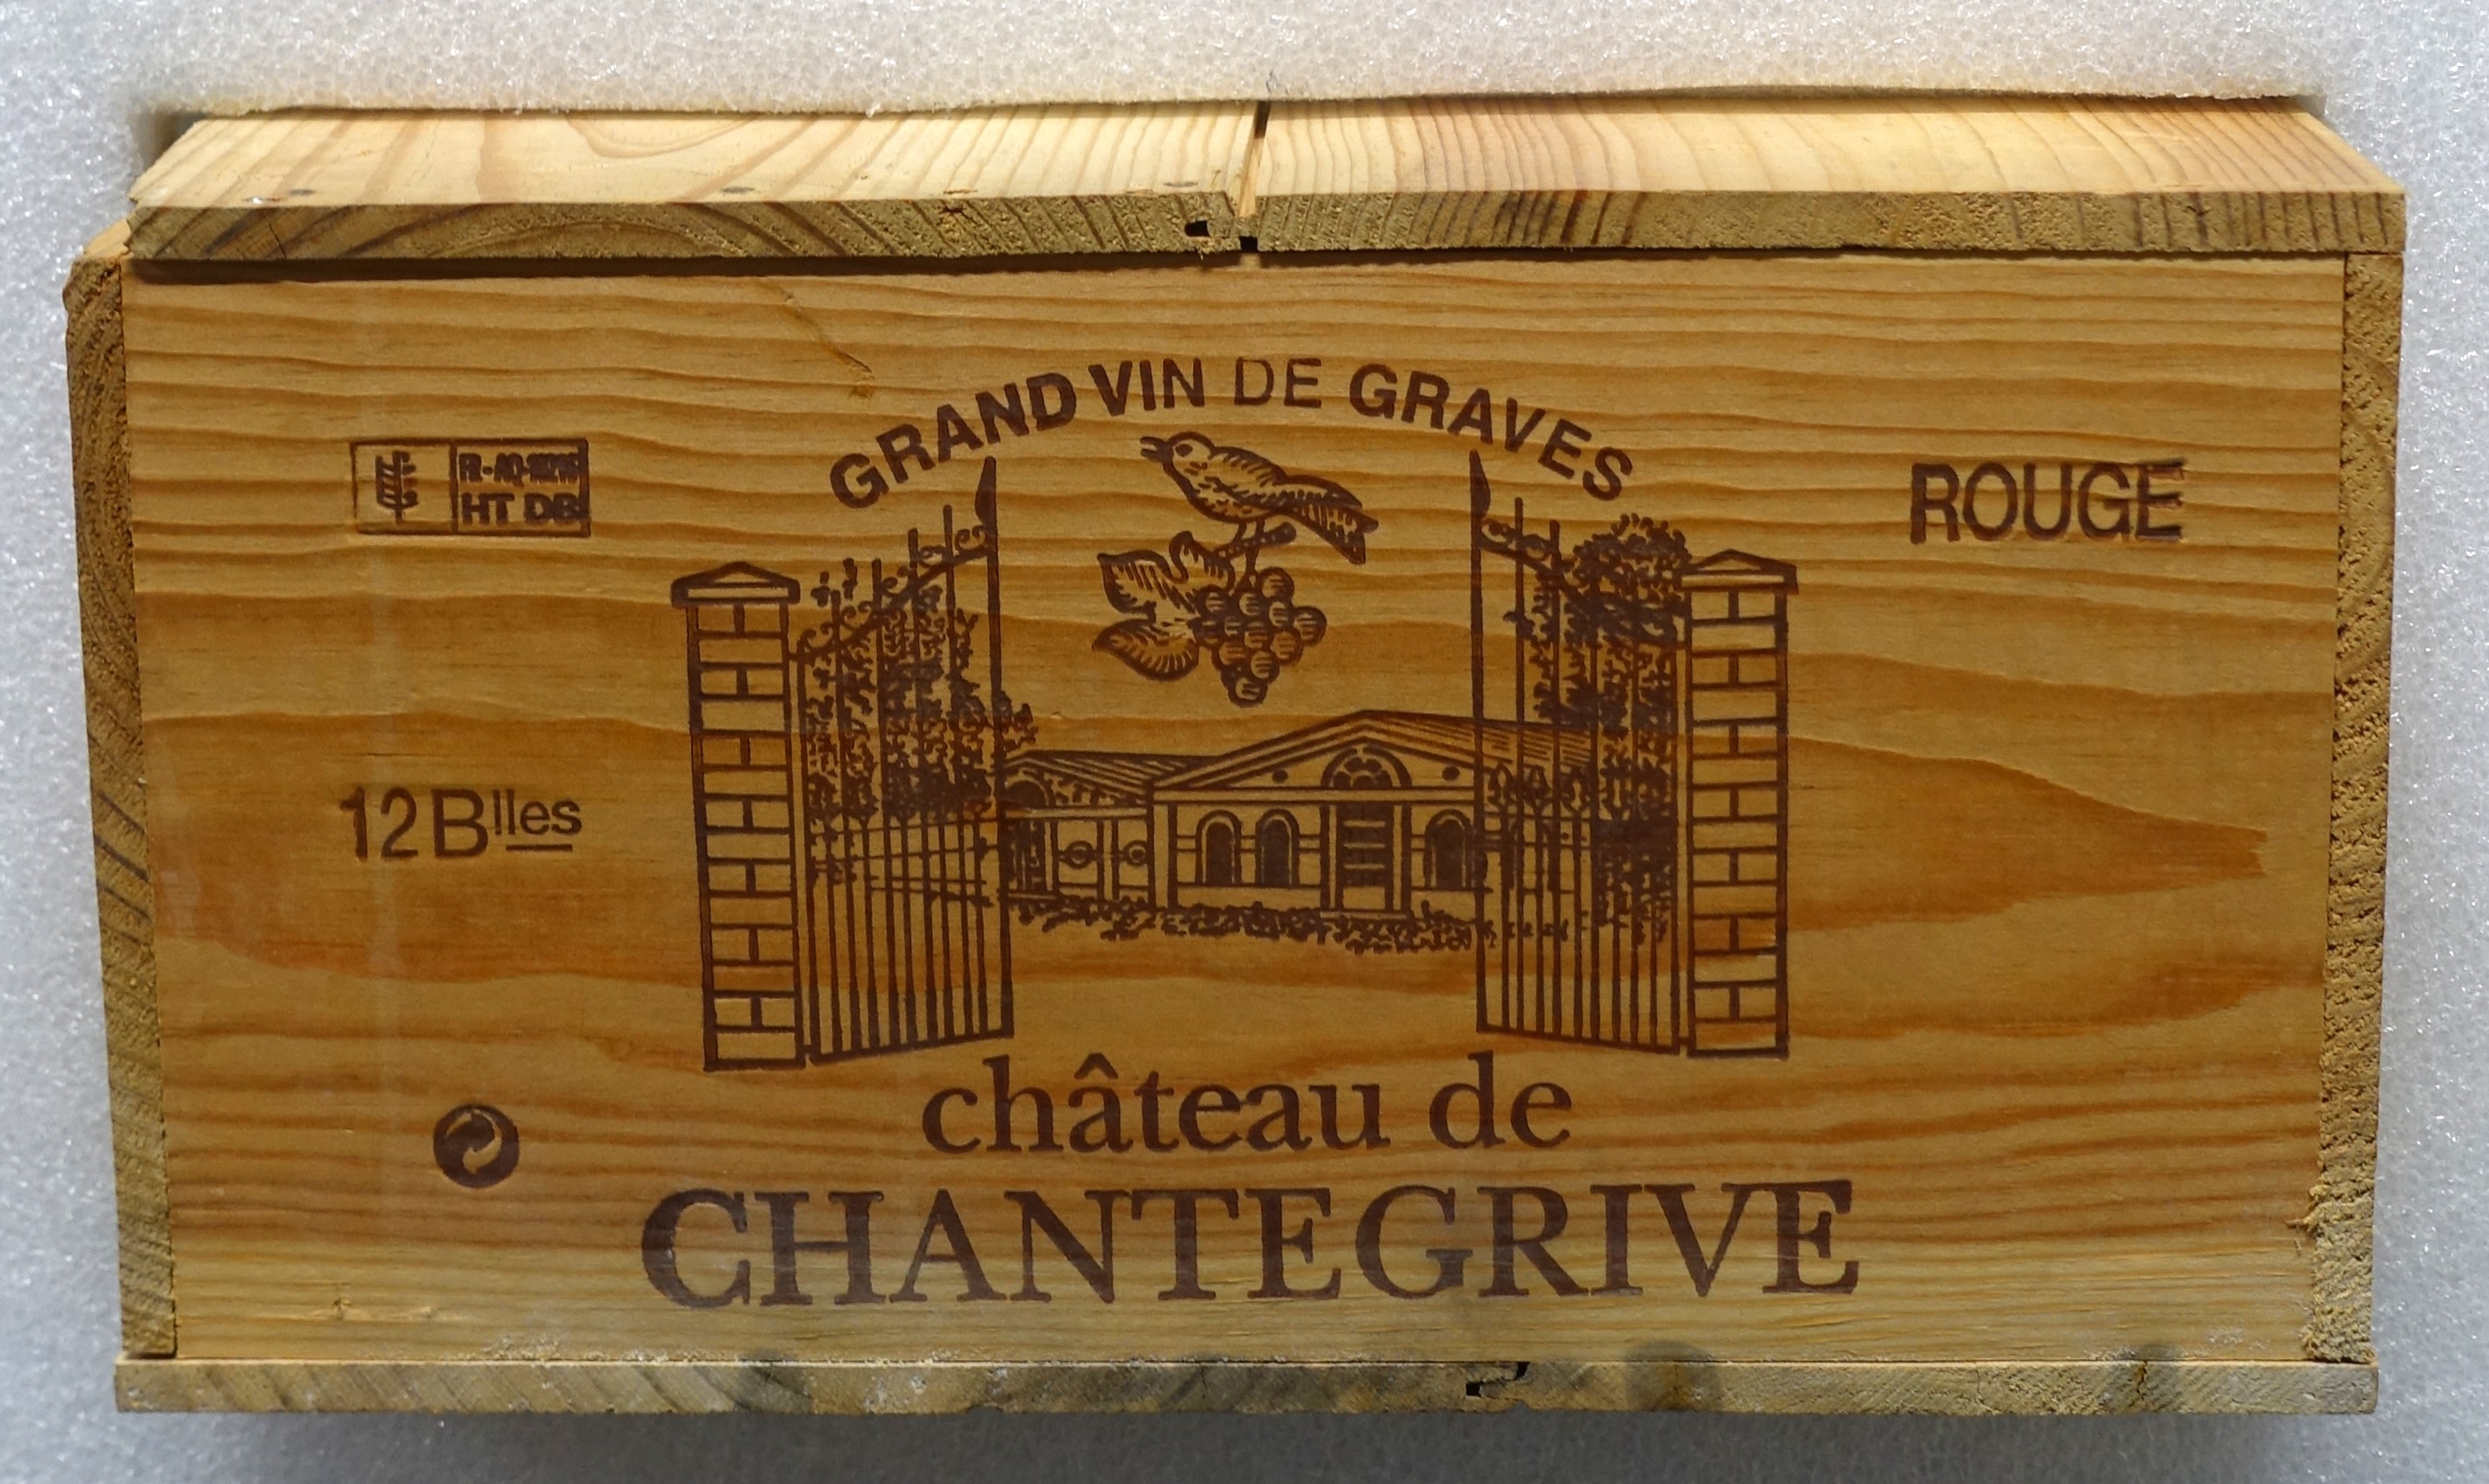 GRAND VIN DE GRAVES
HT DB
ROUGE
12 Blles
château de
CHANTEGRIVE